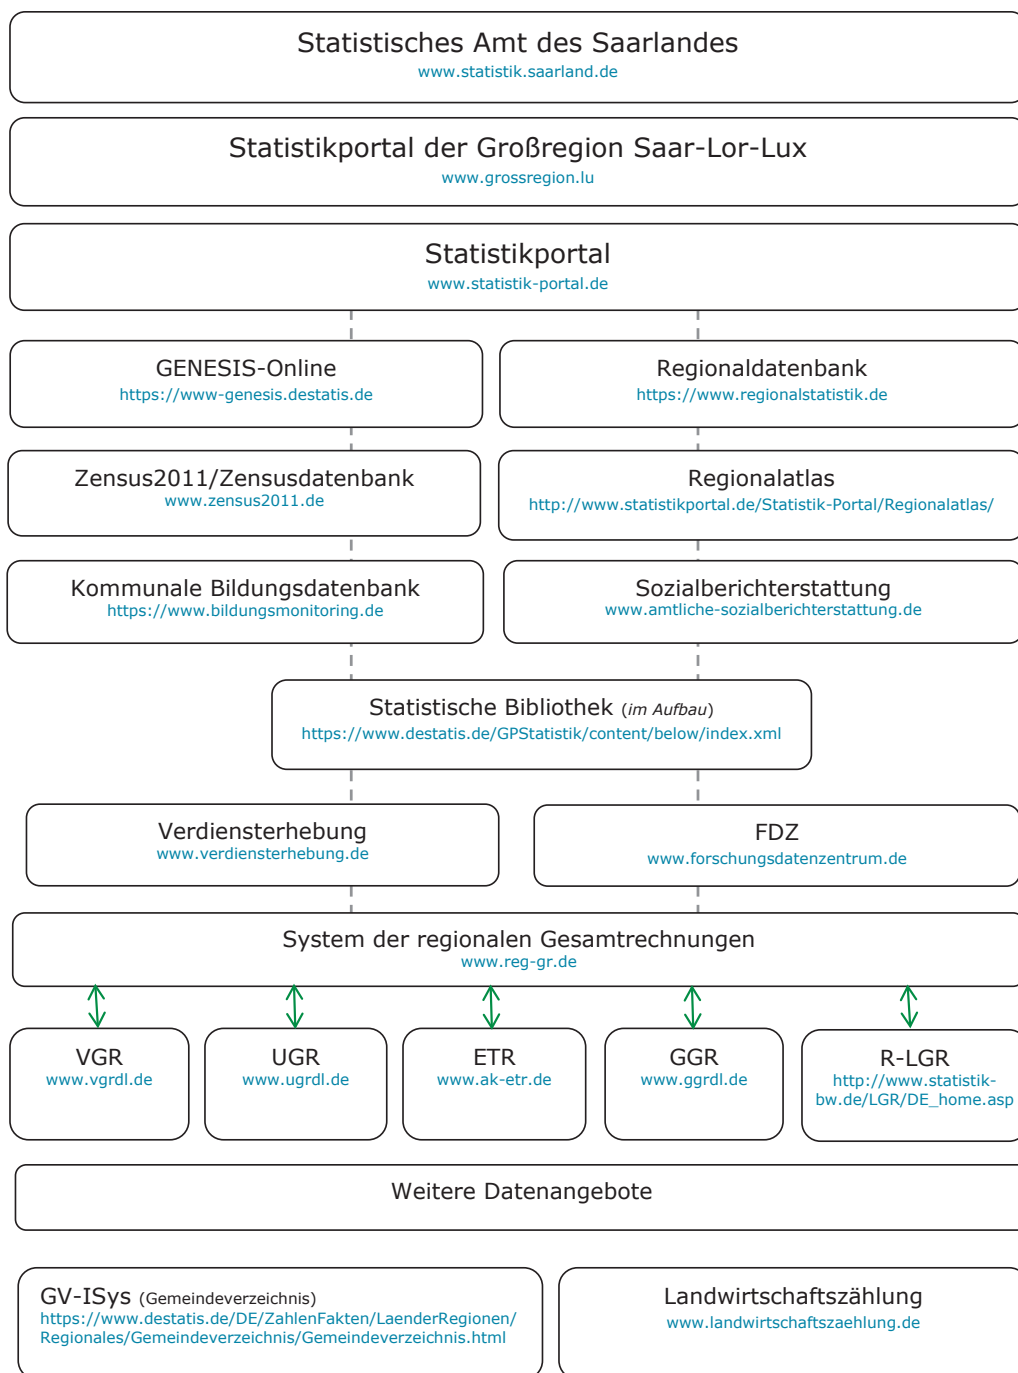 Statistisches Amt des Saarlandes
www.statistik.saarland.de
Statistikportal der Großregion Saar-Lor-Lux
www.grossregion.lu
Statistikportal
www.statistik-portal.de
GENESIS-Online
https://www-genesis.destatis.de
Regionaldatenbank
https://www.regionalstatistik.de
Zensus2011/Zensusdatenbank
www.zensus2011.de
Regionalatlas
http://www.statistikportal.de/Statistik-Portal/Regionalatlas/
Kommunale Bildungsdatenbank
https://www.bildungsmonitoring.de
Sozialberichterstattung
www.amtliche-sozialberichterstattung.de
Statistische Bibliothek (im Aufbau)
https://www.destatis.de/GPStatistik/content/below/index.xml
Verdiensterhebung
www.verdiensterhebung.de
FDZ
www.forschungsdatenzentrum.de
System der regionalen Gesamtrechnungen
www.reg-gr.de
VGR
www.vgrdl.de
UGR
www.ugrdl.de
ETR
www.ak-etr.de
GGR
www.ggrdl.de
R-LGR
http://www.statistik-
bw.de/LGR/DE_home.asp
Weitere Datenangebote
GV-ISys (Gemeindeverzeichnis)
https://www.destatis.de/DE/ZahlenFakten/LaenderRegionen/
Regionales/Gemeindeverzeichnis/Gemeindeverzeichnis.html
Landwirtschaftszählung
www.landwirtschaftszaehlung.de